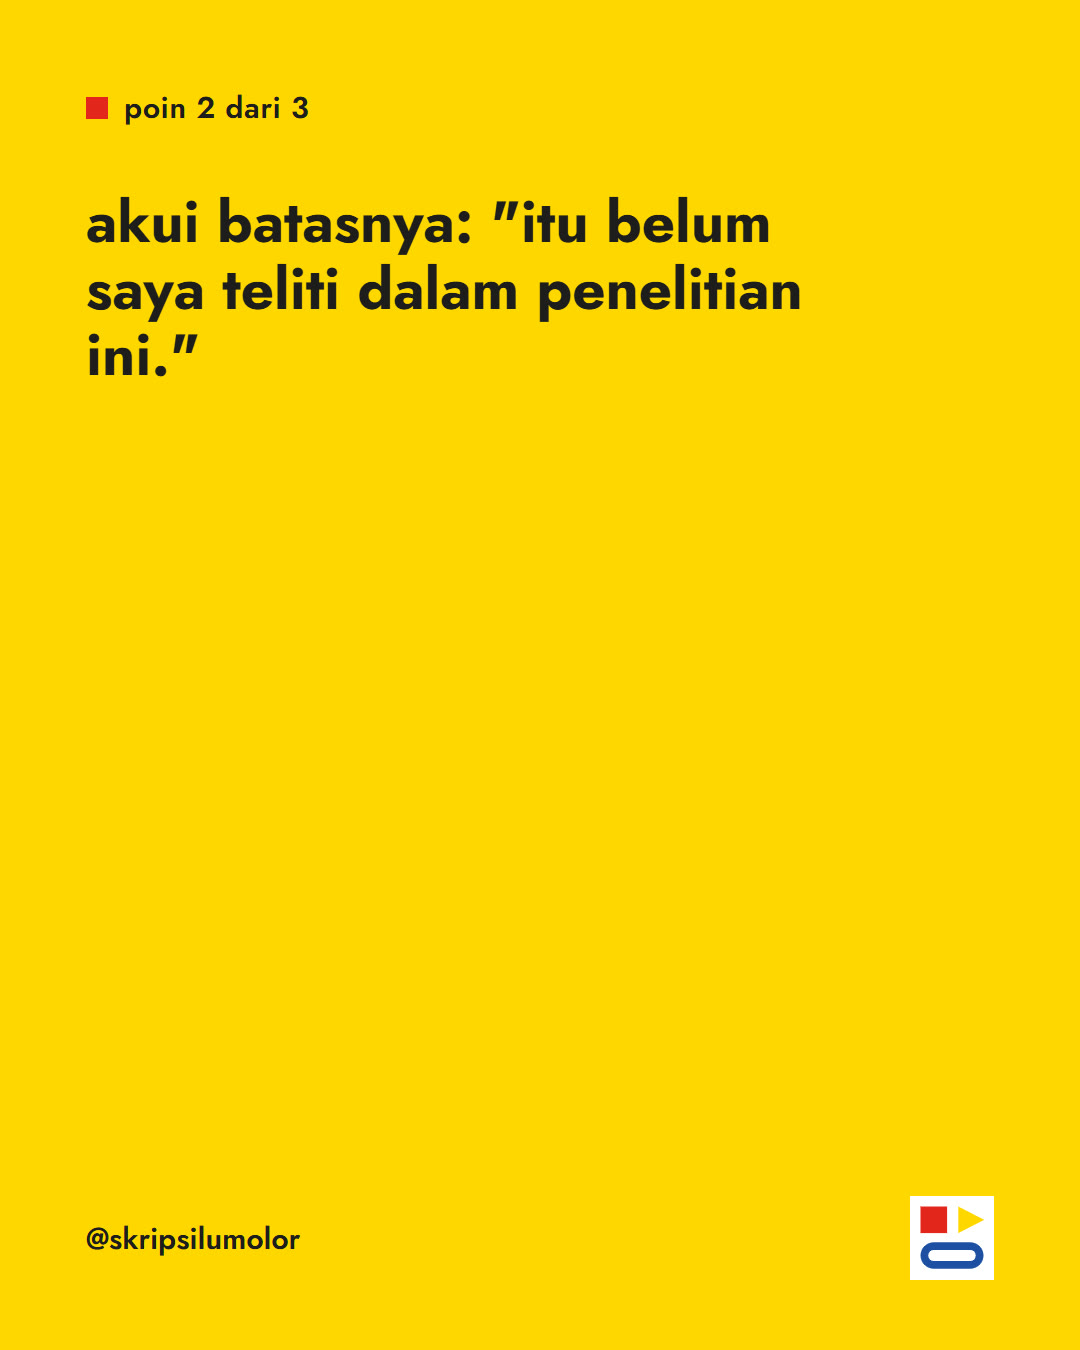 poin 2 dari 3
akui batasnya: "itu belum
saya teliti dalam penelitian
ini."
@skripsilumolor